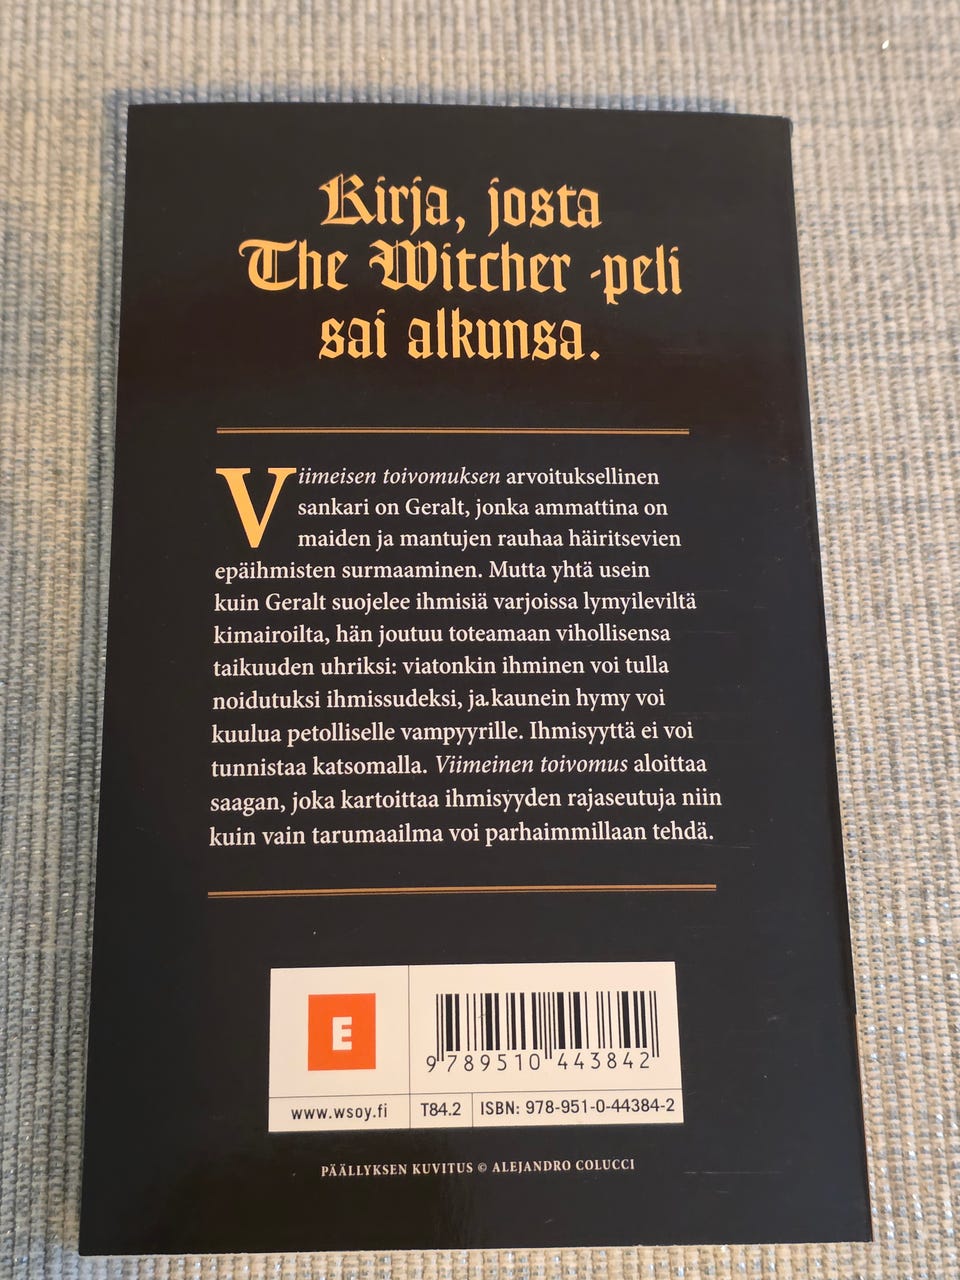 Kirja, josta
The Witcher -peli
sai alkunsa.
Viimeisen toivomuksen arvoituksellinen
sankari on Geralt, jonka ammattina on
maiden ja mantujen rauhaa häiritsevien
epäihmisten surmaaminen. Mutta yhtä usein
kuin Geralt suojelee ihmisiä varjoissa lymyileviltä
kimairoilta, hän joutuu toteamaan vihollisensa
taikuuden uhriksi: viatonkin ihminen voi tulla
noidutuksi ihmissudeksi, ja kaunein hymy voi
kuulua petolliselle vampyyrille. Ihmisyyttä ei voi
tunnistaa katsomalla. Viimeinen toivomus aloittaa
saagan, joka kartoittaa ihmisyyden rajaseutuja niin
kuin vain tarumaailma voi parhaimmillaan tehdä.
E
9 789510 443842
www.wsoy.fi
T84.2
ISBN: 978-951-0-44384-2
PÄÄLLYKSEN KUVITUS © ALEJANDRO COLUCCI